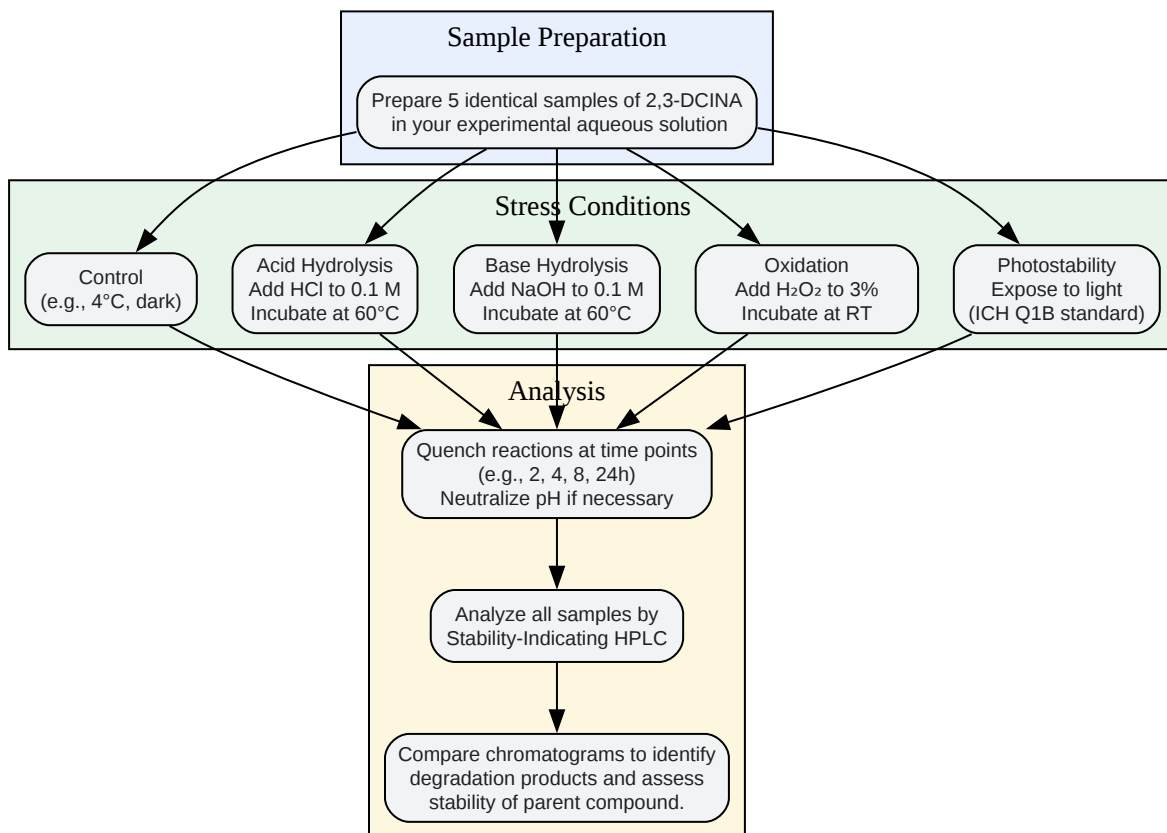 Sample Preparation
Prepare 5 identical samples of 2,3-DCINA
in your experimental aqueous solution
Stress Conditions
Control
(e.g., 4°C, dark)
Acid Hydrolysis
Add HCl to 0.1 M
Incubate at 60°C
Base Hydrolysis
Add NaOH to 0.1 M
Incubate at 60°C
Oxidation
Add H₂O₂ to 3%
Incubate at RT
Photostability
Expose to light
(ICH Q1B standard)
Analysis
Quench reactions at time points
(e.g., 2, 4, 8, 24h)
Neutralize pH if necessary
Analyze all samples by
Stability-Indicating HPLC
Compare chromatograms to identify
degradation products and assess
stability of parent compound.